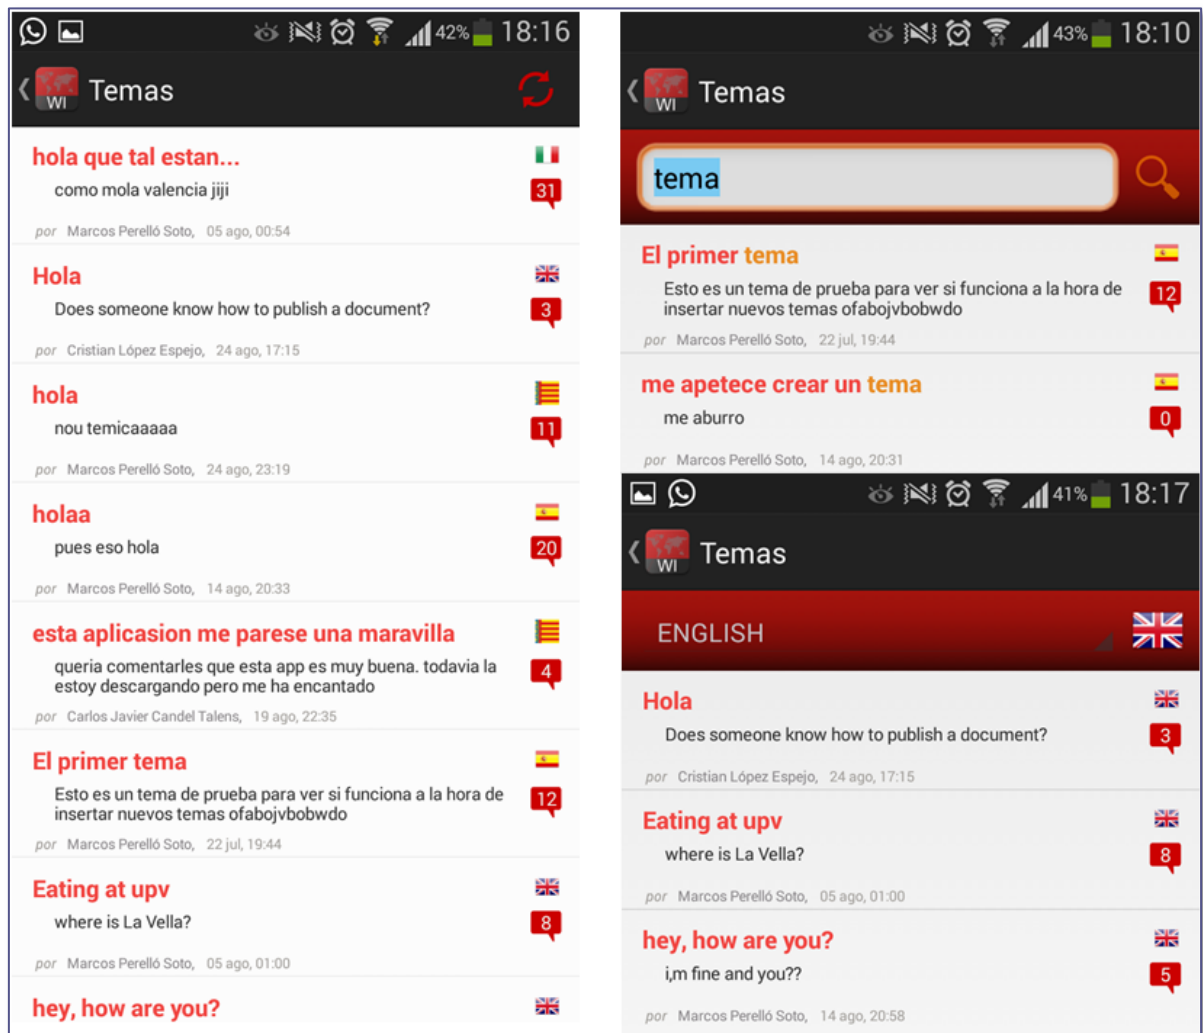 42% 18:16
WI Temas
hola que tal estan...
como mola valencia jiji
31
por Marcos Perelló Soto, 05 ago, 00:54
Hola
Does someone know how to publish a document?
3
por Cristian López Espejo, 24 ago, 17:15
hola
nou temicaaaaa
11
por Marcos Perelló Soto, 24 ago, 23:19
holaa
pues eso hola
20
por Marcos Perelló Soto, 14 ago, 20:33
esta aplicasion me parese una maravilla
queria comentarles que esta app es muy buena. todavia la
estoy descargando pero me ha encantado
4
por Carlos Javier Candel Talens, 19 ago, 22:35
El primer tema
Esto es un tema de prueba para ver si funciona a la hora de
insertar nuevos temas ofabojvbobwdo
12
por Marcos Perelló Soto, 22 jul, 19:44
Eating at upv
where is La Vella?
8
por Marcos Perelló Soto, 05 ago, 01:00
hey, how are you?
43% 18:10
WI Temas
tema
El primer tema
Esto es un tema de prueba para ver si funciona a la hora de
insertar nuevos temas ofabojvbobwdo
12
por Marcos Perelló Soto, 22 jul, 19:44
me apetece crear un tema
me aburro
0
por Marcos Perelló Soto, 14 ago, 20:31
41% 18:17
WI Temas
ENGLISH
Hola
Does someone know how to publish a document?
3
por Cristian López Espejo, 24 ago, 17:15
Eating at upv
where is La Vella?
8
por Marcos Perelló Soto, 05 ago, 01:00
hey, how are you?
i,m fine and you??
5
por Marcos Perelló Soto, 14 ago, 20:58